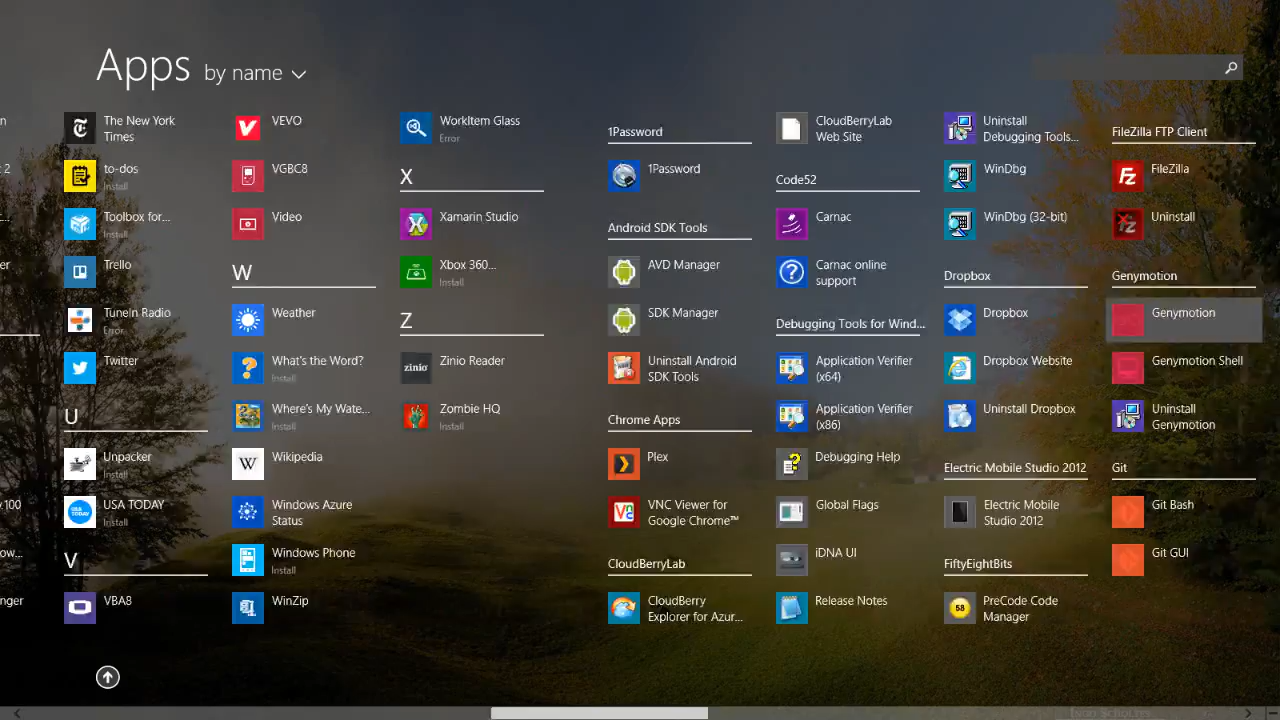 Apps by name
n
2
...
er
100
ow...
nger
The New York
Times
to-dos
Install
Toolbox for...
Install
Trello
TuneIn Radio
Error
Twitter
U
Unpacker
Install
USA TODAY
Install
V
VBA8
VEVO
VGBC8
Video
W
Weather
What's the Word?
Install
Where's My Wate...
Install
Wikipedia
Windows Azure
Status
Windows Phone
Install
WinZip
WorkItem Glass
Error
X
Xamarin Studio
Xbox 360...
Install
Z
zinio
Zinio Reader
Zombie HQ
Install
1Password
1Password
Android SDK Tools
AVD Manager
SDK Manager
Uninstall Android
SDK Tools
Chrome Apps
Plex
VNC Viewer for
Google Chrome™
CloudBerryLab
CloudBerry
Explorer for Azur...
CloudBerryLab
Web Site
Code52
Carnac
Carnac online
support
Debugging Tools for Wind...
Application Verifier
(x64)
Application Verifier
(x86)
Debugging Help
Global Flags
iDNA UI
Release Notes
Uninstall
Debugging Tools...
WinDbg
WinDbg (32-bit)
Dropbox
Dropbox
Dropbox Website
Uninstall Dropbox
Electric Mobile Studio 2012
Electric Mobile
Studio 2012
FiftyEightBits
58
PreCode Code
Manager
FileZilla FTP Client
FileZilla
Uninstall
Genymotion
Genymotion
Genymotion Shell
Uninstall
Genymotion
Git
Git Bash
Git GUI